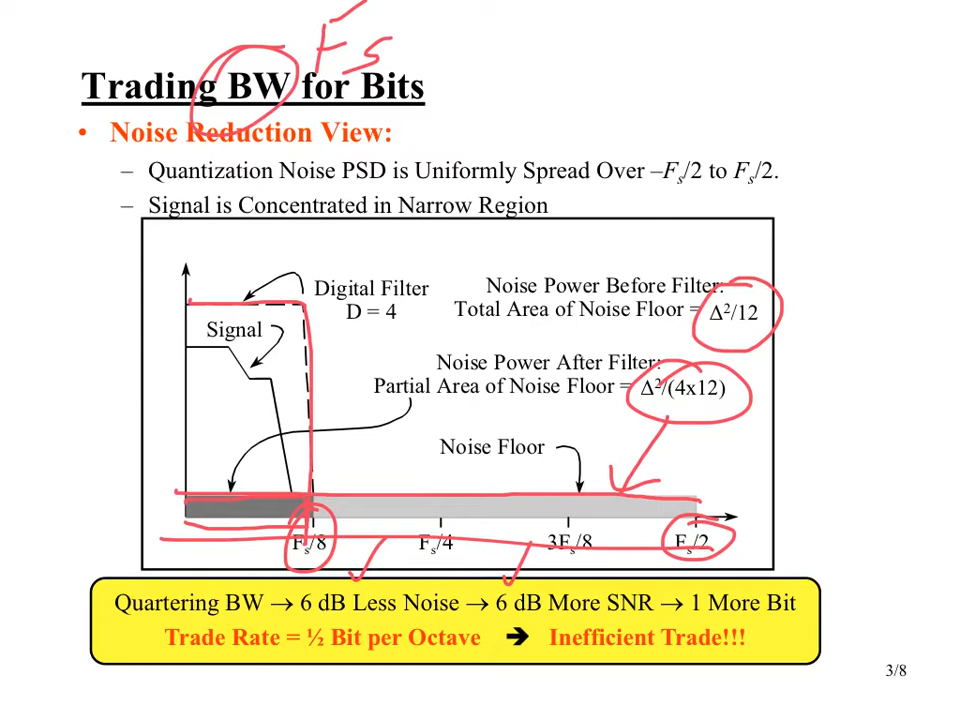 Fs
Trading BW for Bits
• Noise Reduction View:
– Quantization Noise PSD is Uniformly Spread Over –Fs/2 to Fs/2.
– Signal is Concentrated in Narrow Region
Digital Filter
D = 4
Noise Power Before Filter:
Total Area of Noise Floor = Δ²/12
Signal
Noise Power After Filter:
Partial Area of Noise Floor = Δ²/(4x12)
Noise Floor
Fs/8 Fs/4 3Fs/8 Fs/2
Quartering BW → 6 dB Less Noise → 6 dB More SNR → 1 More Bit
Trade Rate = ½ Bit per Octave ➔ Inefficient Trade!!!
3/8